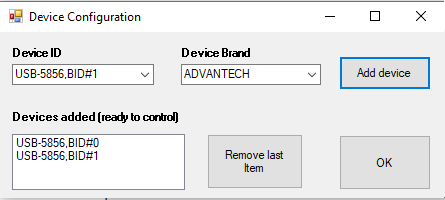 Device Configuration
Device ID
Device Brand
USB-5856,BID#1
ADVANTECH
Add device
Devices added (ready to control)
USB-5856,BID#0
USB-5856,BID#1
Remove last
Item
OK